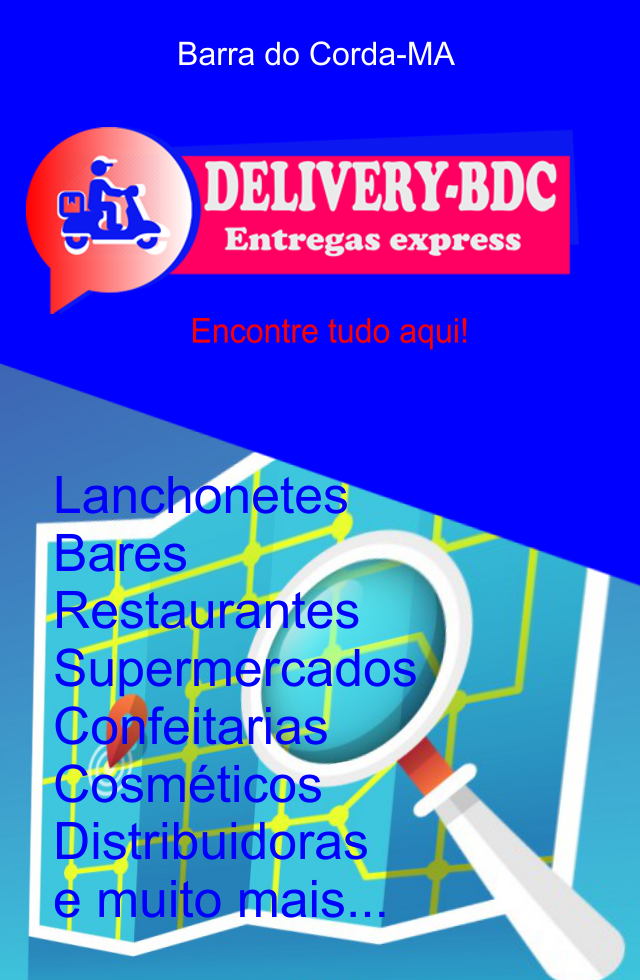 Barra do Corda-MA
DELIVERY-BDC
Entregas express
Encontre tudo aqui!
Lanchonetes
Bares
Restaurantes
Supermercados
Confeitarias
Cosméticos
Distribuidoras
e muito mais...